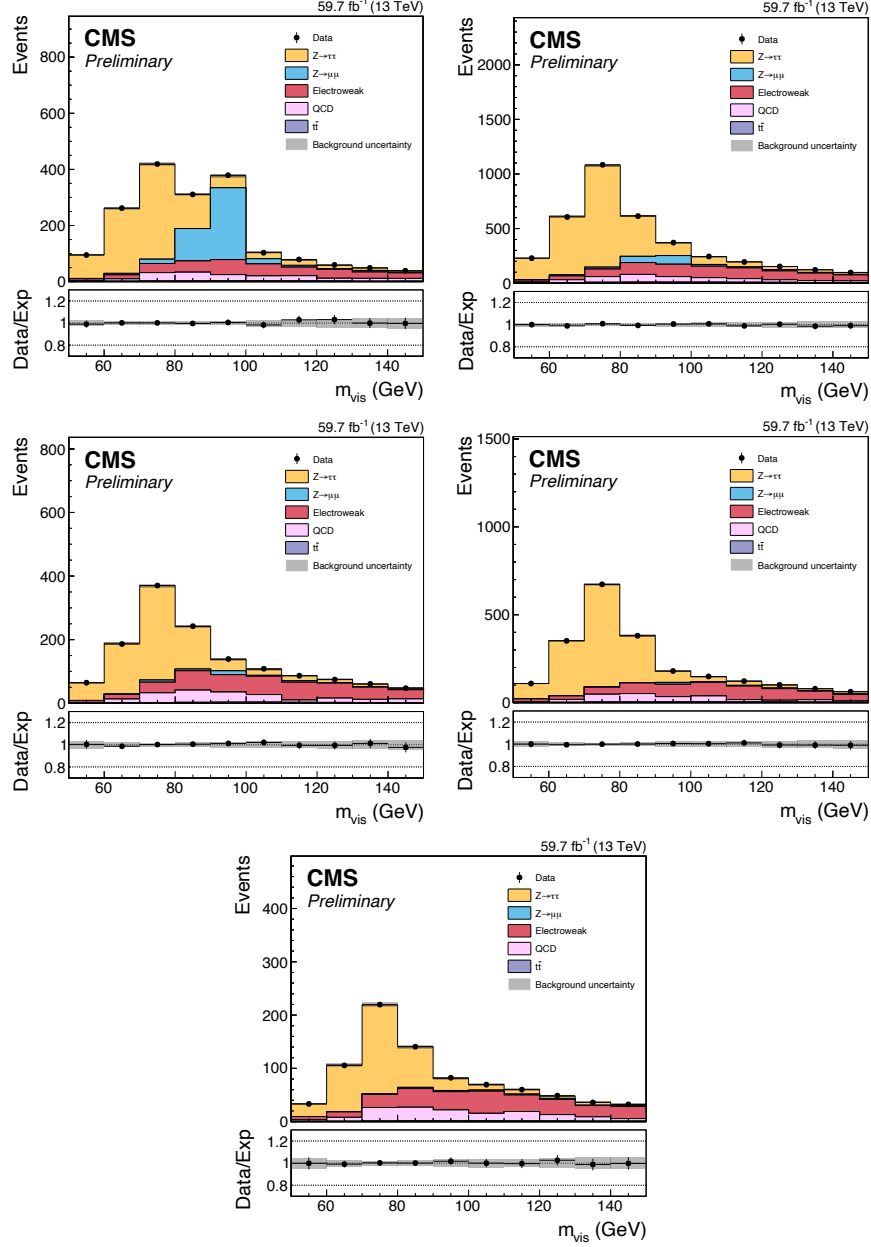 59.7 fb⁻¹ (13 TeV)
CMS
Preliminary
Data
Z→ττ
Z→μμ
Electroweak
QCD
tt̄
Background uncertainty
Events
800
600
400
200
0
Data/Exp
1.2
1
0.8
60 80 100 120 140
m_vis (GeV)
59.7 fb⁻¹ (13 TeV)
CMS
Preliminary
Data
Z→ττ
Z→μμ
Electroweak
QCD
tt̄
Background uncertainty
Events
2000
1500
1000
500
0
Data/Exp
1.2
1
0.8
60 80 100 120 140
m_vis (GeV)
59.7 fb⁻¹ (13 TeV)
CMS
Preliminary
Data
Z→ττ
Z→μμ
Electroweak
QCD
tt̄
Background uncertainty
Events
800
600
400
200
0
Data/Exp
1.2
1
0.8
60 80 100 120 140
m_vis (GeV)
59.7 fb⁻¹ (13 TeV)
CMS
Preliminary
Data
Z→ττ
Z→μμ
Electroweak
QCD
tt̄
Background uncertainty
Events
1500
1000
500
0
Data/Exp
1.2
1
0.8
60 80 100 120 140
m_vis (GeV)
59.7 fb⁻¹ (13 TeV)
CMS
Preliminary
Data
Z→ττ
Z→μμ
Electroweak
QCD
tt̄
Background uncertainty
Events
400
300
200
100
0
Data/Exp
1.2
1
0.8
60 80 100 120 140
m_vis (GeV)